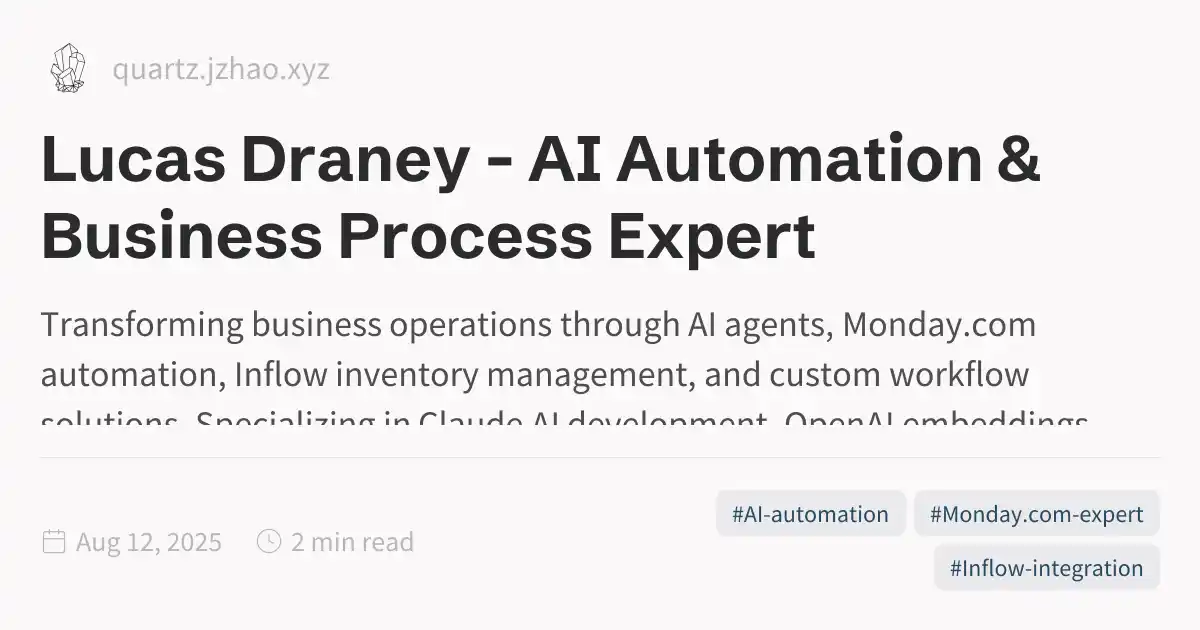 quartz.jzhao.xyz
Lucas Draney - AI Automation &
Business Process Expert
Transforming business operations through AI agents, Monday.com
automation, Inflow inventory management, and custom workflow
solutions. Specializing in Claude AI development, OpenAI embeddings
Aug 12, 2025
2 min read
#AI-automation
#Monday.com-expert
#Inflow-integration